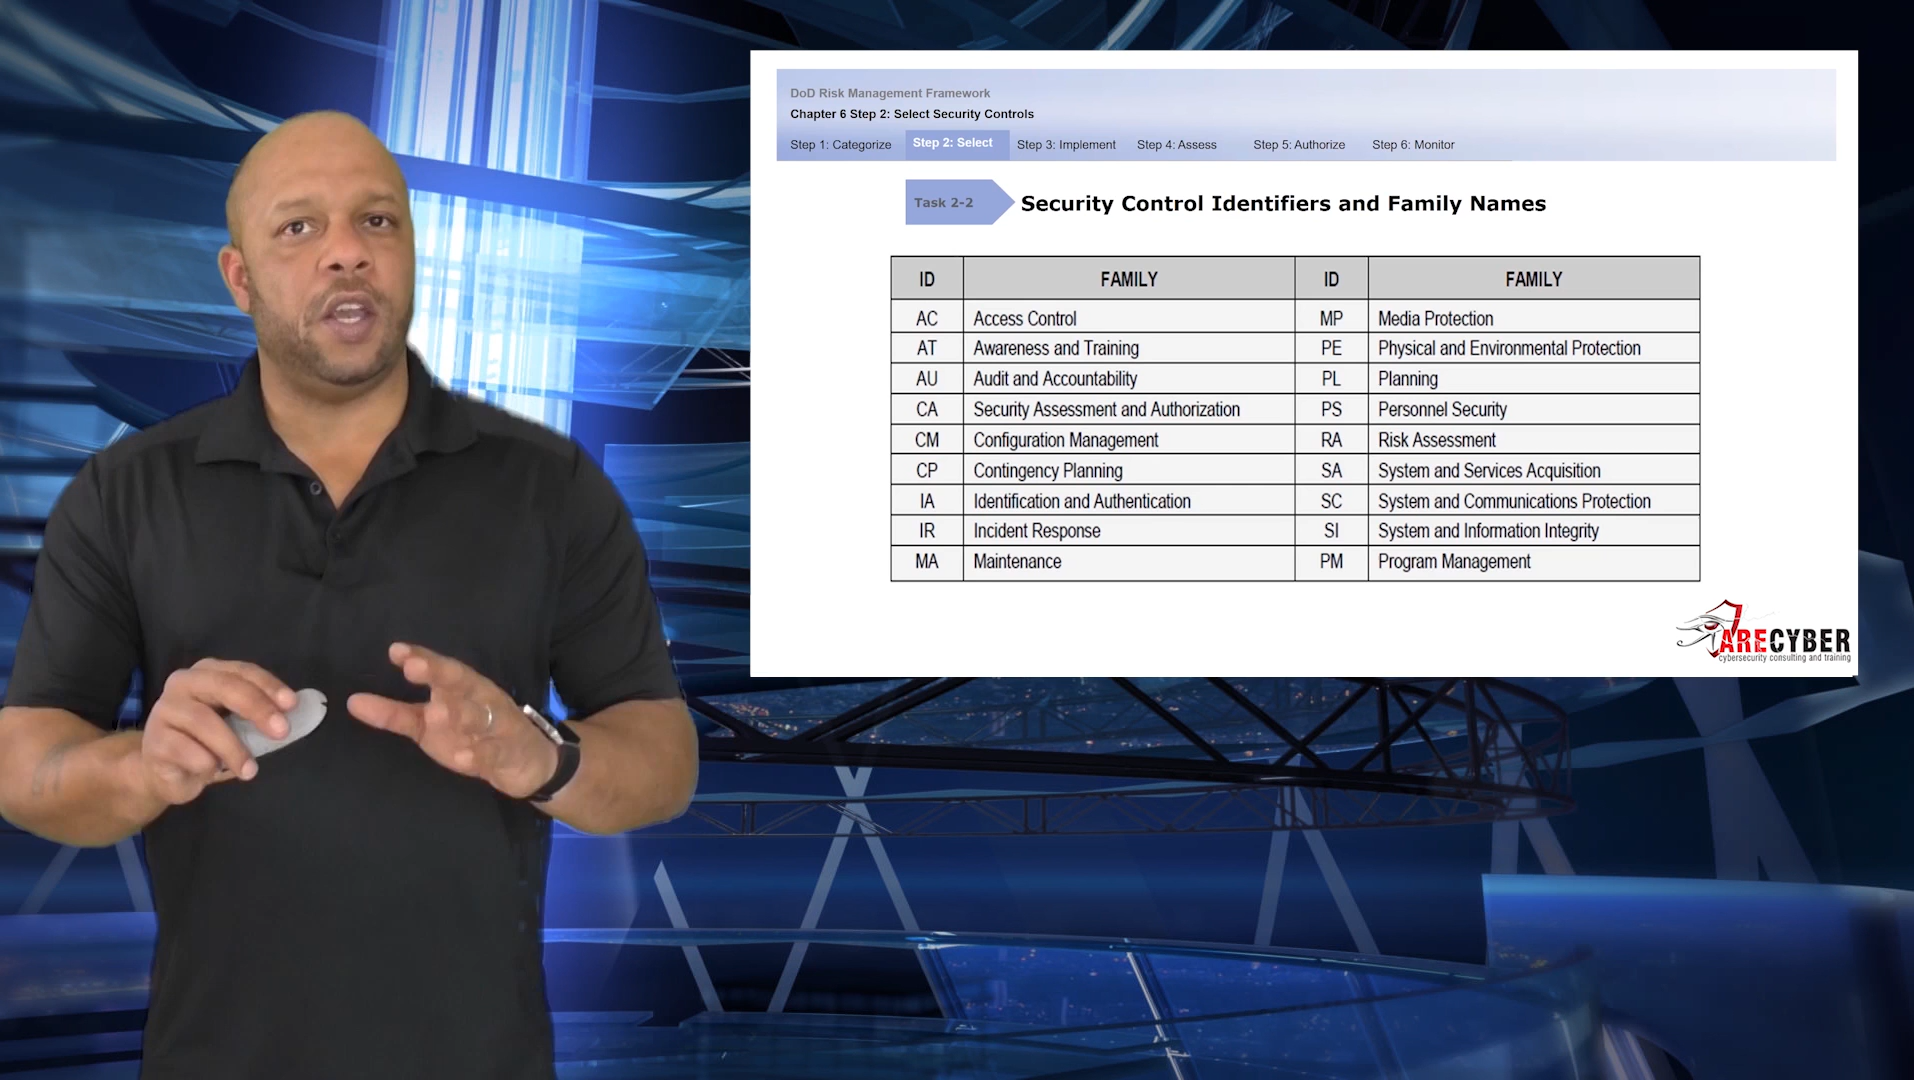 DoD Risk Management Framework
Chapter 6 Step 2: Select Security Controls
Step 1: Categorize Step 2: Select Step 3: Implement Step 4: Assess Step 5: Authorize Step 6: Monitor
Task 2-2 Security Control Identifiers and Family Names
ID FAMILY ID FAMILY
AC Access Control MP Media Protection
AT Awareness and Training PE Physical and Environmental Protection
AU Audit and Accountability PL Planning
CA Security Assessment and Authorization PS Personnel Security
CM Configuration Management RA Risk Assessment
CP Contingency Planning SA System and Services Acquisition
IA Identification and Authentication SC System and Communications Protection
IR Incident Response SI System and Information Integrity
MA Maintenance PM Program Management
ARECYBER
cybersecurity consulting and training